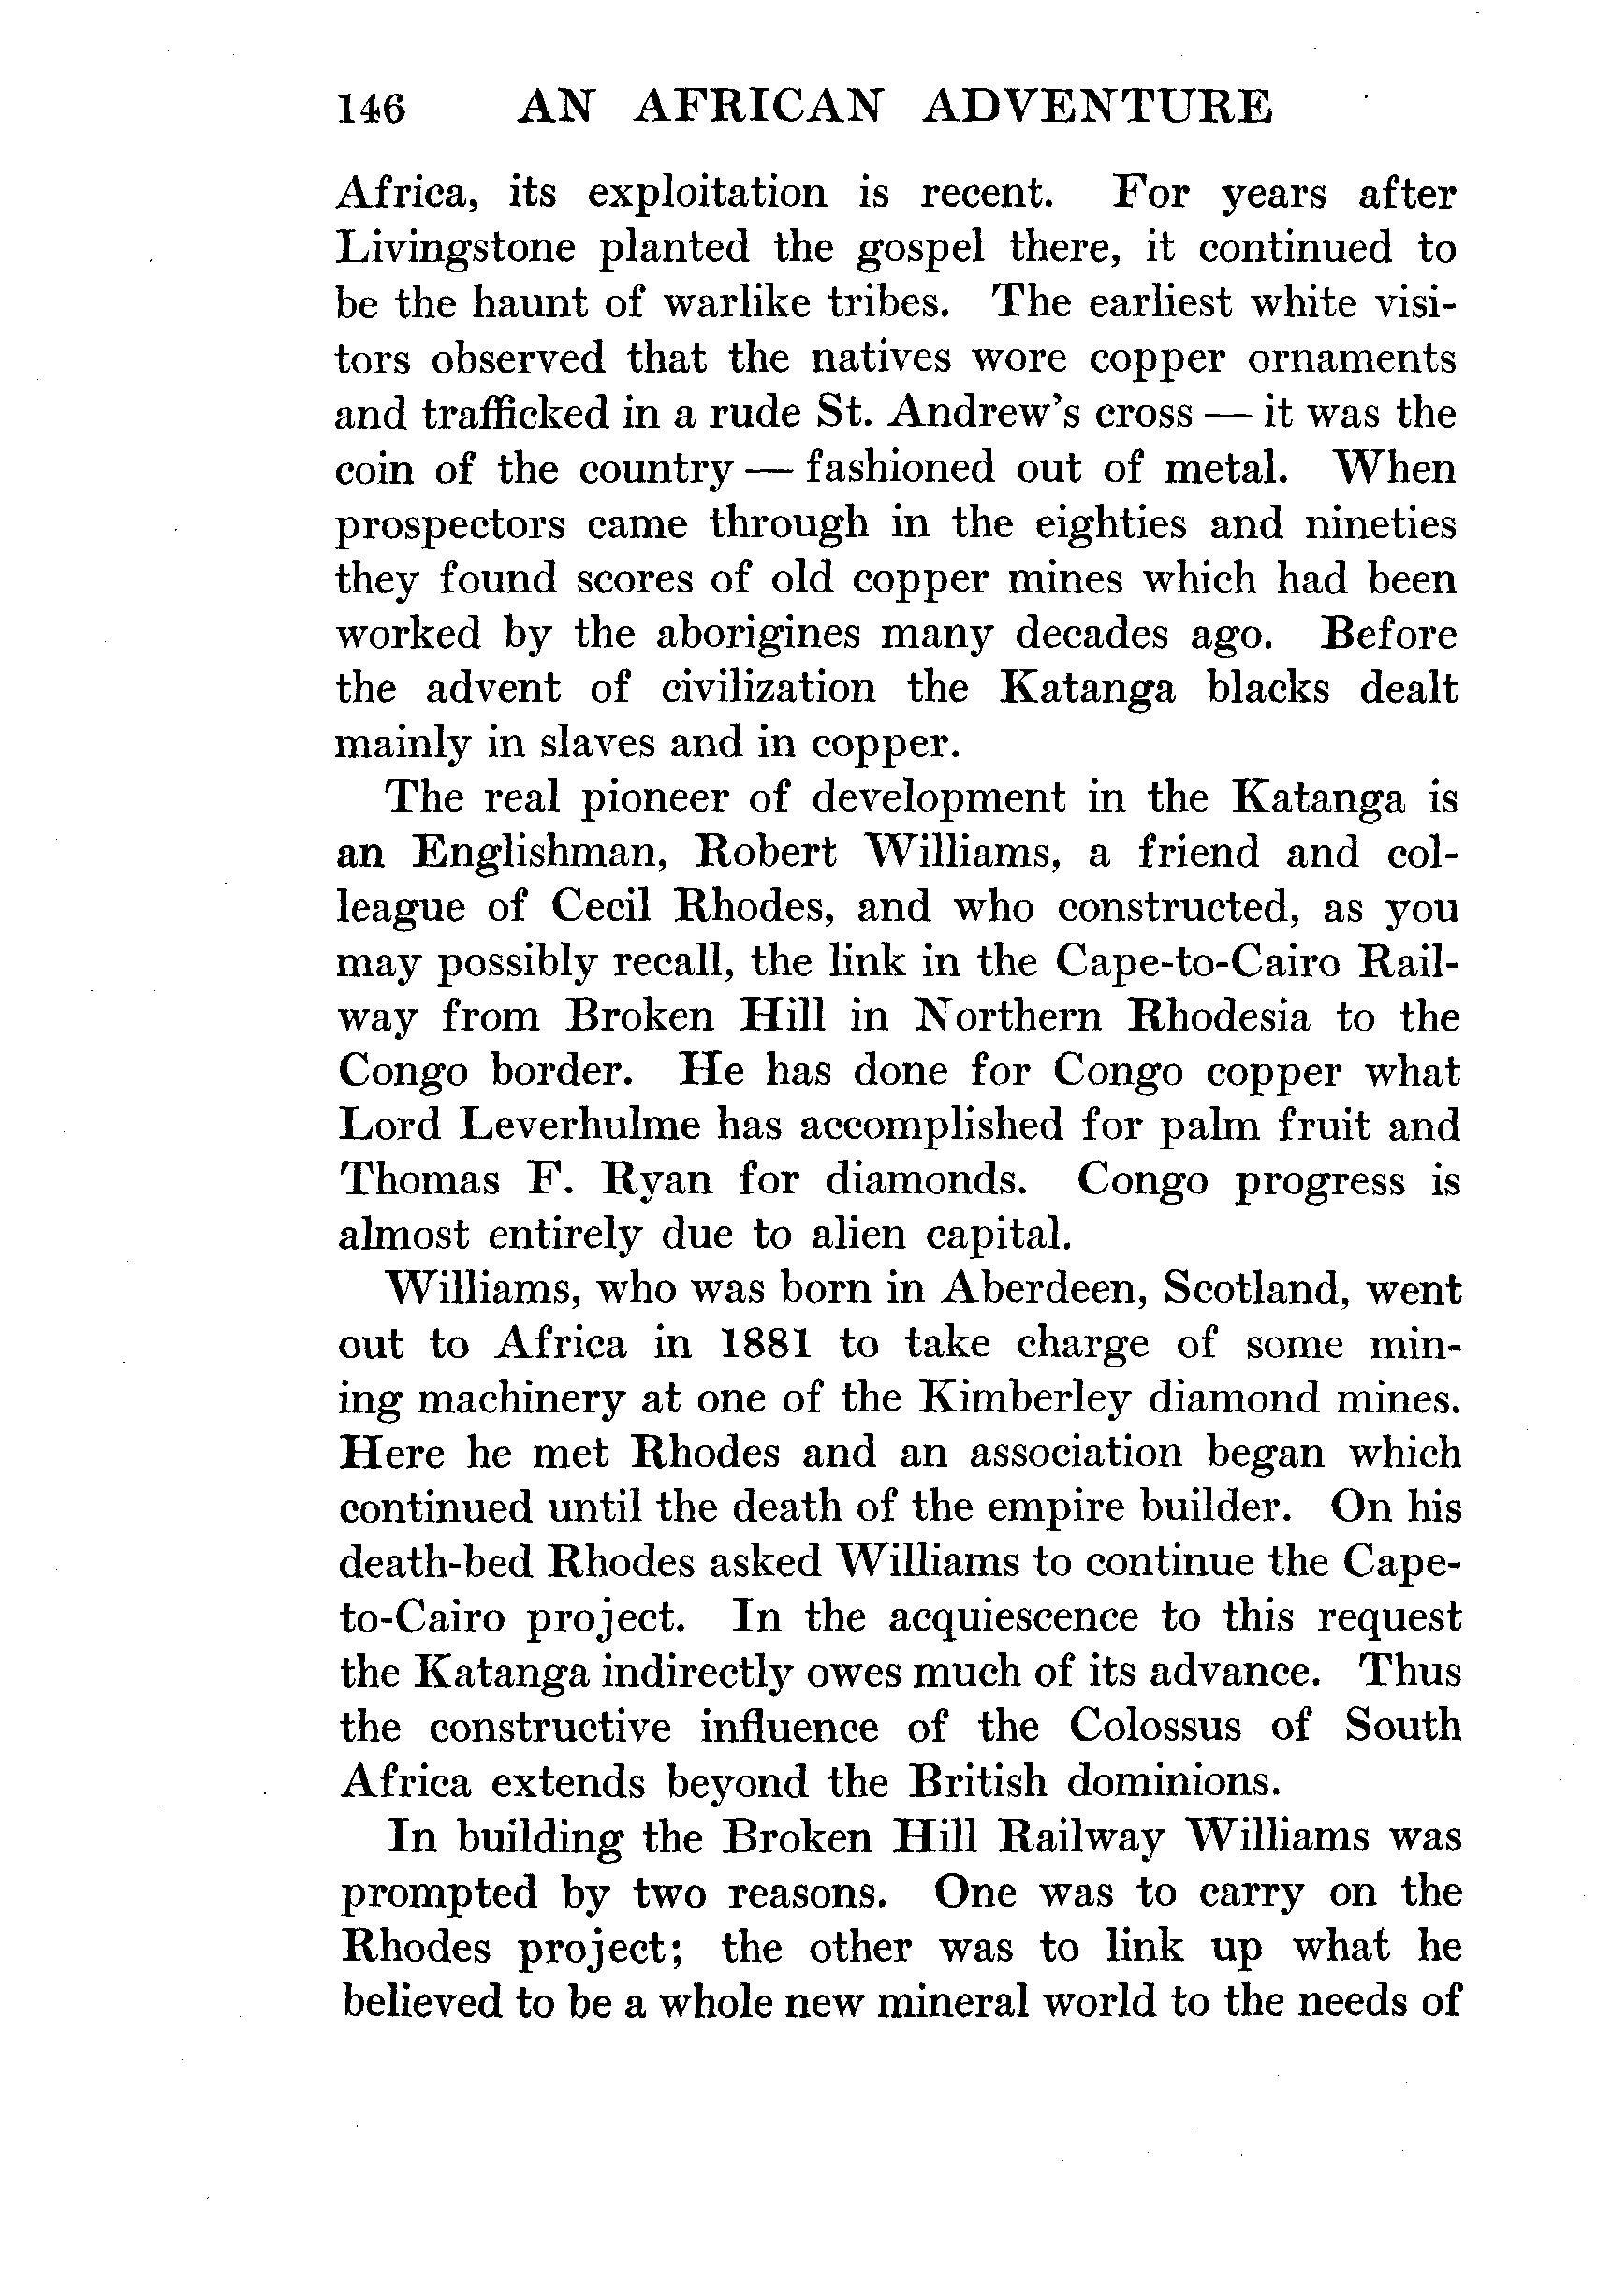 146 AN AFRICAN ADVENTURE
Africa, its exploitation is recent. For years after
Livingstone planted the gospel there, it continued to
be the haunt of warlike tribes. The earliest white visi-
tors observed that the natives wore copper ornaments
and trafficked in a rude St. Andrew's cross — it was the
coin of the country — fashioned out of metal. When
prospectors came through in the eighties and nineties
they found scores of old copper mines which had been
worked by the aborigines many decades ago. Before
the advent of civilization the Katanga blacks dealt
mainly in slaves and in copper.
The real pioneer of development in the Katanga is
an Englishman, Robert Williams, a friend and col-
league of Cecil Rhodes, and who constructed, as you
may possibly recall, the link in the Cape-to-Cairo Rail-
way from Broken Hill in Northern Rhodesia to the
Congo border. He has done for Congo copper what
Lord Leverhulme has accomplished for palm fruit and
Thomas F. Ryan for diamonds. Congo progress is
almost entirely due to alien capital.
Williams, who was born in Aberdeen, Scotland, went
out to Africa in 1881 to take charge of some min-
ing machinery at one of the Kimberley diamond mines.
Here he met Rhodes and an association began which
continued until the death of the empire builder. On his
death-bed Rhodes asked Williams to continue the Cape-
to-Cairo project. In the acquiescence to this request
the Katanga indirectly owes much of its advance. Thus
the constructive influence of the Colossus of South
Africa extends beyond the British dominions.
In building the Broken Hill Railway Williams was
prompted by two reasons. One was to carry on the
Rhodes project; the other was to link up what he
believed to be a whole new mineral world to the needs of